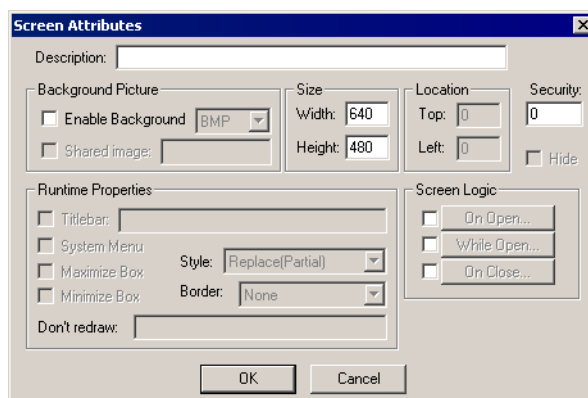 Screen Attributes
Description:
Background Picture
Enable Background BMP
Shared image:
Size
Width: 640
Height: 480
Location
Top: 0
Left: 0
Security:
0
Hide
Runtime Properties
Titlebar:
System Menu
Maximize Box
Minimize Box
Style: Replace(Partial)
Border: None
Don't redraw:
Screen Logic
On Open...
While Open...
On Close...
OK Cancel